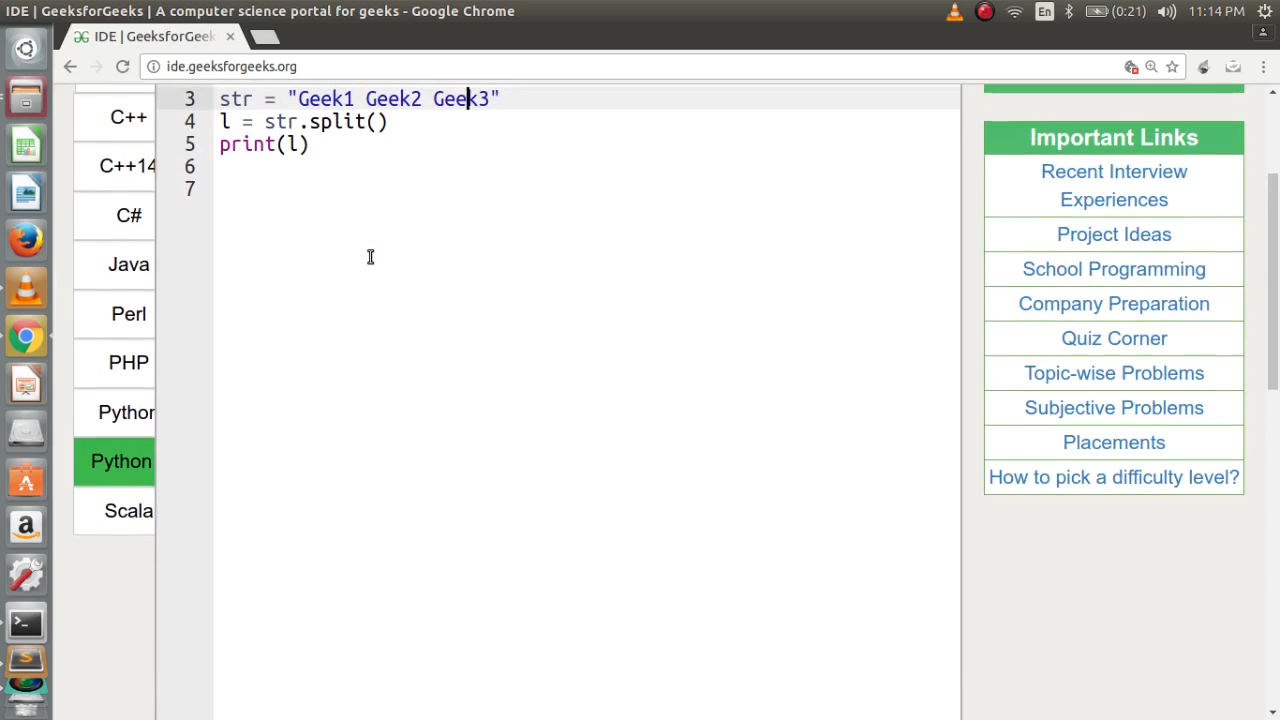 IDE | GeeksforGeeks | A computer science portal for geeks - Google Chrome
En
(0:21)
11:14 PM
IDE | GeeksforGeek
ide.geeksforgeeks.org
C++
C++14
C#
Java
Perl
PHP
Python
Python
Scala
3 str = "Geek1 Geek2 Geek3"
4 l = str.split()
5 print(l)
6
7
Important Links
Recent Interview
Experiences
Project Ideas
School Programming
Company Preparation
Quiz Corner
Topic-wise Problems
Subjective Problems
Placements
How to pick a difficulty level?